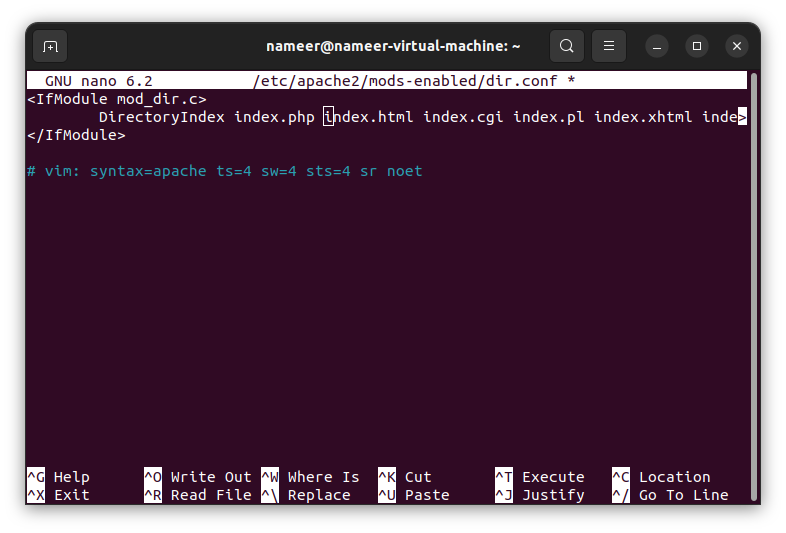 nameer@nameer-virtual-machine: ~
GNU nano 6.2 /etc/apache2/mods-enabled/dir.conf *
<IfModule mod_dir.c>
DirectoryIndex index.php index.html index.cgi index.pl index.xhtml inde>
</IfModule>
# vim: syntax=apache ts=4 sw=4 sts=4 sr noet
^G Help ^O Write Out ^W Where Is ^K Cut ^T Execute ^C Location
^X Exit ^R Read File ^\ Replace ^U Paste ^J Justify ^/ Go To Line